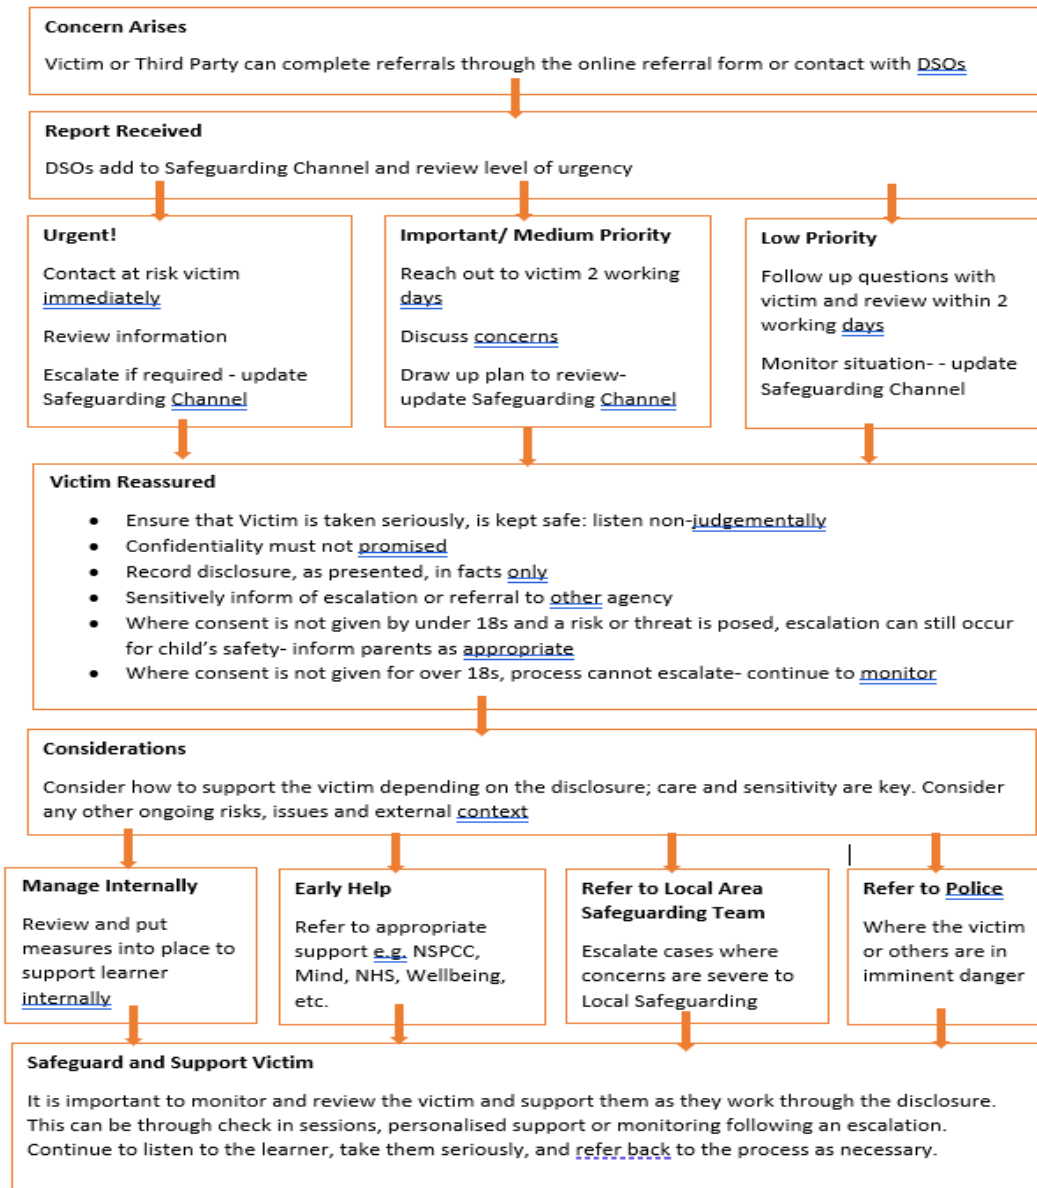 Concern Arises
Victim or Third Party can complete referrals through the online referral form or contact with DSOs
Report Received
DSOs add to Safeguarding Channel and review level of urgency
Urgent!
Contact at risk victim
immediately
Review information
Escalate if required - update
Safeguarding Channel
Important/ Medium Priority
Reach out to victim 2 working
days
Discuss concerns
Draw up plan to review-
update Safeguarding Channel
Low Priority
Follow up questions with
victim and review within 2
working days
Monitor situation- - update
Safeguarding Channel
Victim Reassured
• Ensure that Victim is taken seriously, is kept safe: listen non-judgementally
• Confidentiality must not promised
• Record disclosure, as presented, in facts only
• Sensitively inform of escalation or referral to other agency
• Where consent is not given by under 18s and a risk or threat is posed, escalation can still occur
for child's safety- inform parents as appropriate
• Where consent is not given for over 18s, process cannot escalate- continue to monitor
Considerations
Consider how to support the victim depending on the disclosure; care and sensitivity are key. Consider
any other ongoing risks, issues and external context
Manage Internally
Review and put
measures into place to
support learner
internally
Early Help
Refer to appropriate
support e.g. NSPCC,
Mind, NHS, Wellbeing,
etc.
Refer to Local Area
Safeguarding Team
Escalate cases where
concerns are severe to
Local Safeguarding
Refer to Police
Where the victim
or others are in
imminent danger
Safeguard and Support Victim
It is important to monitor and review the victim and support them as they work through the disclosure.
This can be through check in sessions, personalised support or monitoring following an escalation.
Continue to listen to the learner, take them seriously, and refer back to the process as necessary.